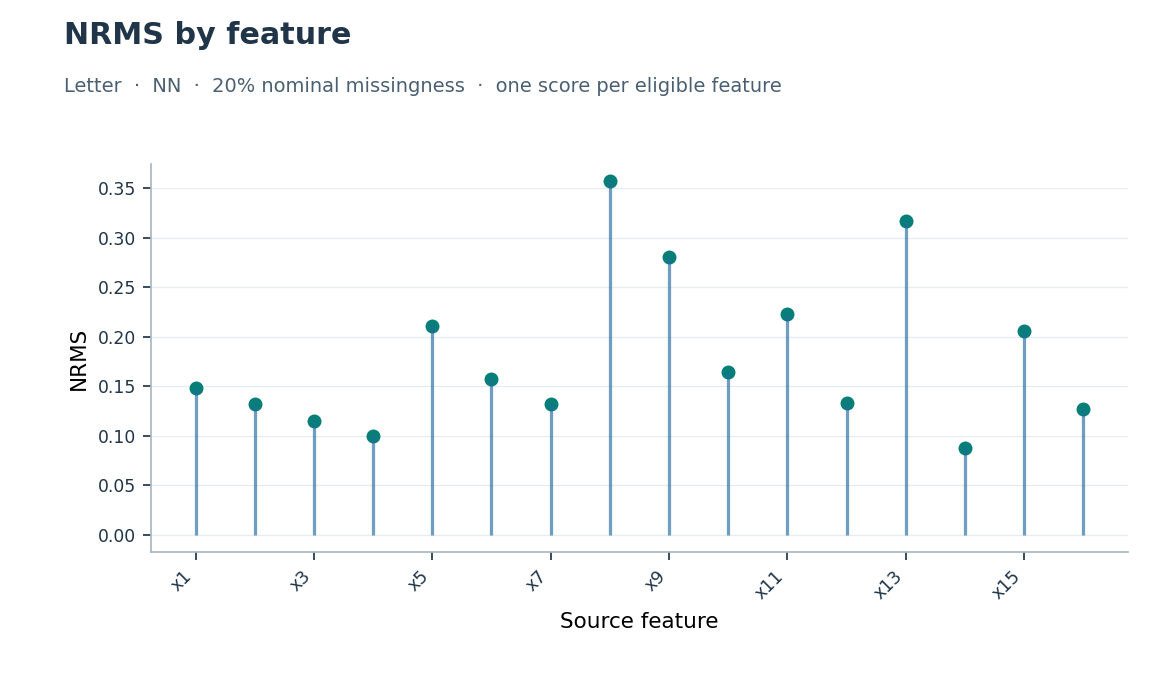 NRMS by feature
Letter · NN · 20% nominal missingness · one score per eligible feature
NRMS
0.35
0.30
0.25
0.20
0.15
0.10
0.05
0.00
x1
x3
x5
x7
x9
x11
x13
x15
Source feature